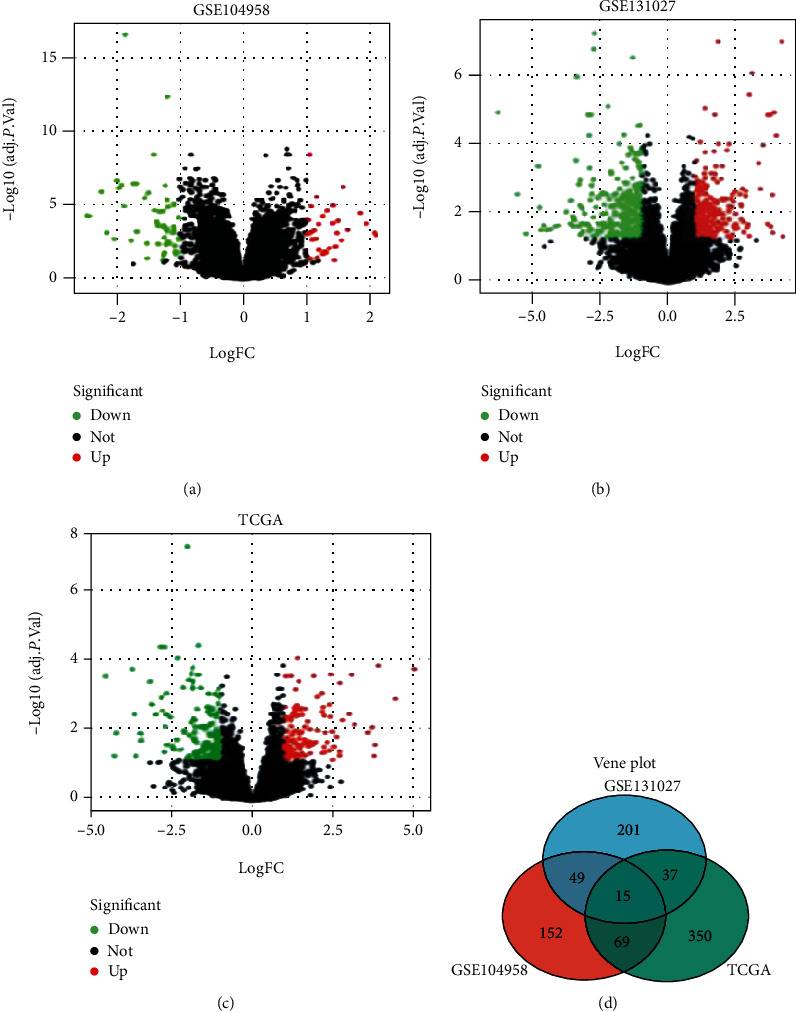 GSE104958
15
10
5
0
−Log10 (adj.P.Val)
−2 −1 0 1 2
LogFC
Significant
Down
Not
Up
(a)
GSE131027
6
4
2
0
−Log10 (adj.P.Val)
−5.0 −2.5 0.0 2.5
LogFC
Significant
Down
Not
Up
(b)
TCGA
8
6
4
2
0
−Log10 (adj.P.Val)
−5.0 −2.5 0.0 2.5 5.0
LogFC
Significant
Down
Not
Up
(c)
Vene plot
GSE131027
201
49 37
15
152 69 350
GSE104958 TCGA
(d)